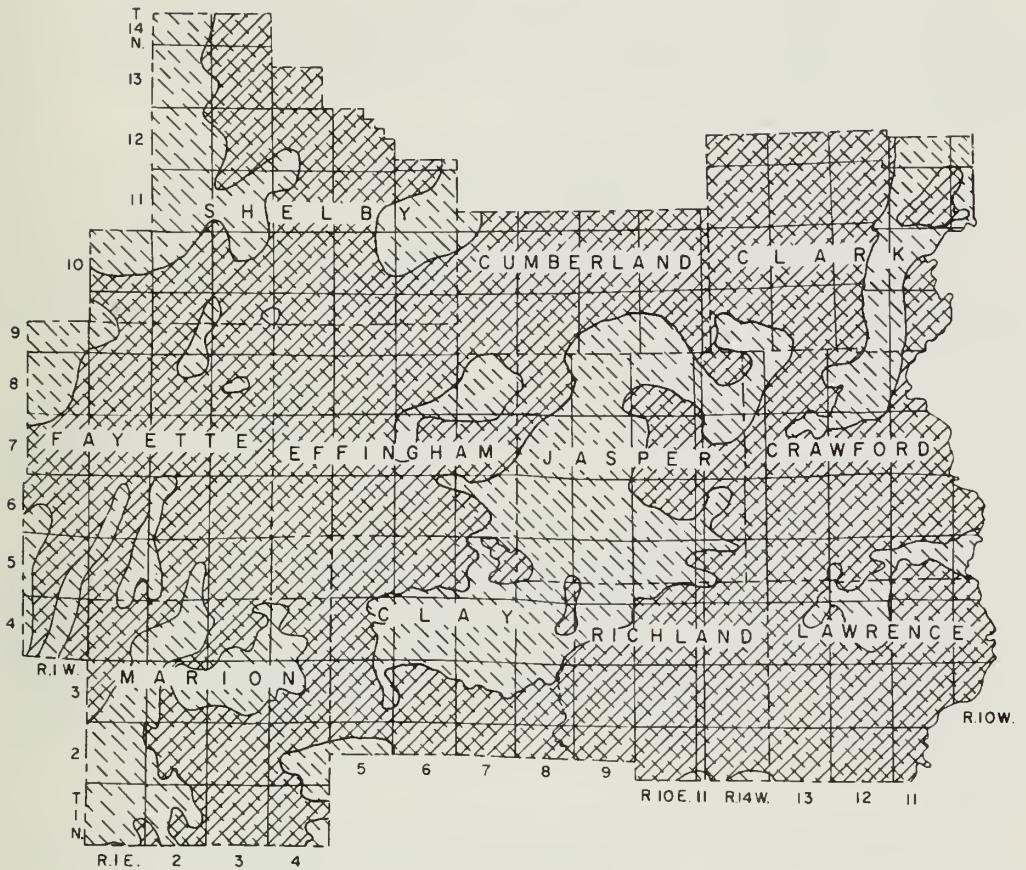 T
14
N.
13
12
11
SHELBY
10
CUMBERLAND
CLARK
9
8
FAYETTE
EFFINGHAM
JASPER
CRAWFORD
7
6
5
4
CLAY
RICHLAND
LAWRENCE
R.1W.
MARION
3
R.10W.
2
5 6 7 8 9 R.10E. 11 R.14W. 13 12 11
T
1
N.
R.1E. 2 3 4